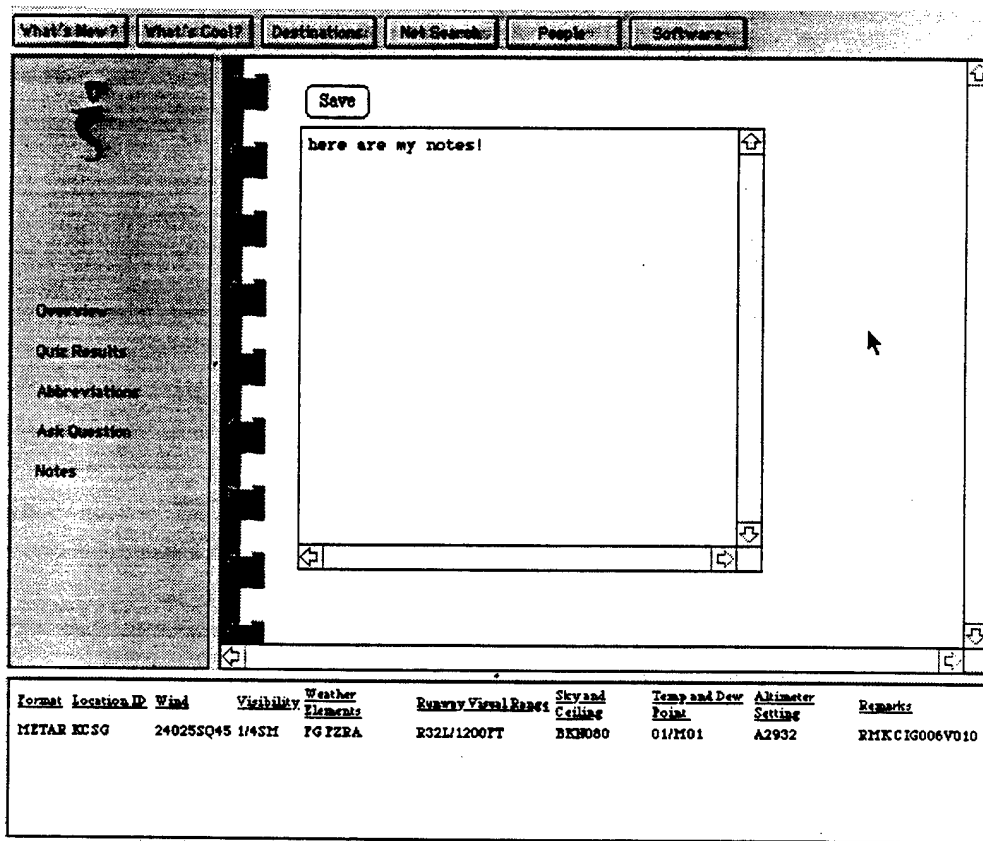 What's New? What's Cool? Destinations Net Search People Software
Save
here are my notes!
Overview
Quiz Results
Abbreviations
Ask Question
Notes
Format Location ID Wind Visibility Weather Elements Runway Visual Range Sky and Ceiling Temp and Dew Point Altimeter Setting Remarks
METAR KCSG 24025SQ45 1/4SM FG FZRA R32L/1200FT BKN080 01/M01 A2932 RMK CIG006V010